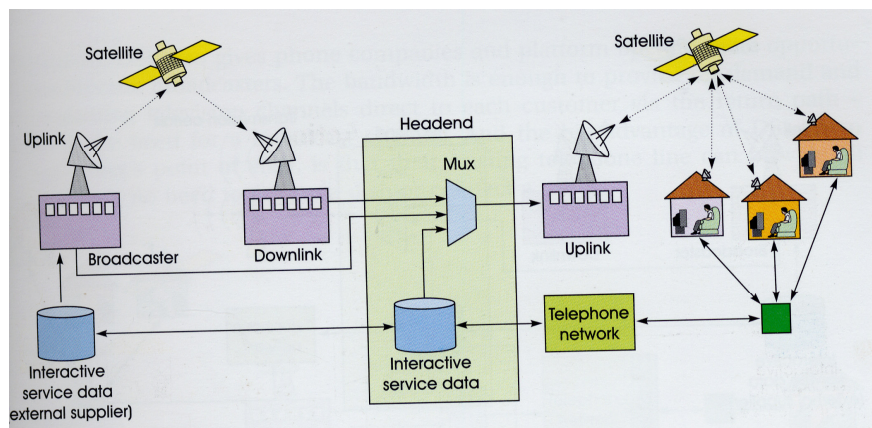 Satellite
Satellite
Uplink
Headend
Mux
Broadcaster
Downlink
Uplink
Telephone
network
Interactive
service data
Interactive
service data
external supplier)